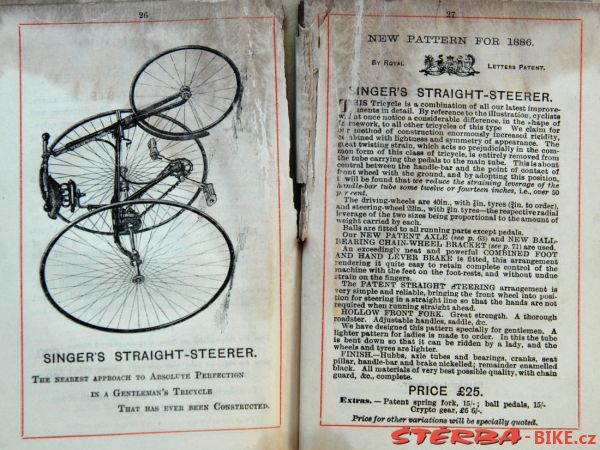 26
SINGER'S STRAIGHT-STEERER.
THE NEAREST APPROACH TO ABSOLUTE PERFECTION
IN A GENTLEMAN'S TRICYCLE
THAT HAS EVER BEEN CONSTRUCTED.
27
NEW PATTERN FOR 1886.
BY ROYAL LETTERS PATENT.
SINGER'S STRAIGHT-STEERER.
THIS Tricycle is a combination of all our latest improve-
ments in detail. By reference to the illustration, cyclists
will at once notice a considerable difference, in the shape of
framework, to all other tricycles of this type We claim for
our method of construction enormously increased rigidity,
combined with lightness and symmetry of appearance. The
great twisting strain, which acts so prejudicially in the com-
mon form of this class of tricycle, is entirely removed from
the tube carrying the pedals to the main tube. This is about
central between the handle-bar and the point of contact of
front wheel with the ground, and by adopting this position,
it will be found that we reduce the straining leverage of the
handle-bar tube some twelve or fourteen inches, i.e., over 50
per cent.
The driving-wheels are 40in., with ¾in. tyres (⅞in. to order),
and steering-wheel 22in., with ⅝in. tyres—the respective radial
leverage of the two sizes being proportional to the amount of
weight carried by each.
Balls are fitted to all running parts except pedals.
Our NEW PATENT AXLE (see p. 63) and NEW BALL-
BEARING CHAIN-WHEEL BRACKET (see p. 71) are used.
An exceedingly neat and powerful COMBINED FOOT
AND HAND LEVER BRAKE is fitted, this arrangement
rendering it quite easy to retain complete control of the
machine with the feet on the foot-rests, and without undue
strain on the fingers.
The PATENT STRAIGHT STEERING arrangement is
very simple and reliable, bringing the front wheel into posi-
tion for steering in a straight line so that the hands are not
required when running straight ahead.
HOLLOW FRONT FORK. Great strength. A thorough
roadster. Adjustable handles, saddle, &c.
We have designed this pattern specially for gentlemen. A
lighter pattern for ladies is made to order. In this the tube
is bent down so that it can be ridden by a lady, and the
wheels and tyres are lighter.
FINISH.—Hubbs, axle tubes and bearings, cranks, seat
pillar, handle-bar and brake nickelled; remainder enamelled
black. All materials of very best possible quality, with chain
guard, &c., complete.
PRICE £25.
Extras. — Patent spring fork, 15/-; ball pedals, 15/-
Crypto gear, £6 6/-.
Price for other variations will be specially quoted.
STERBA-BIKE.cz